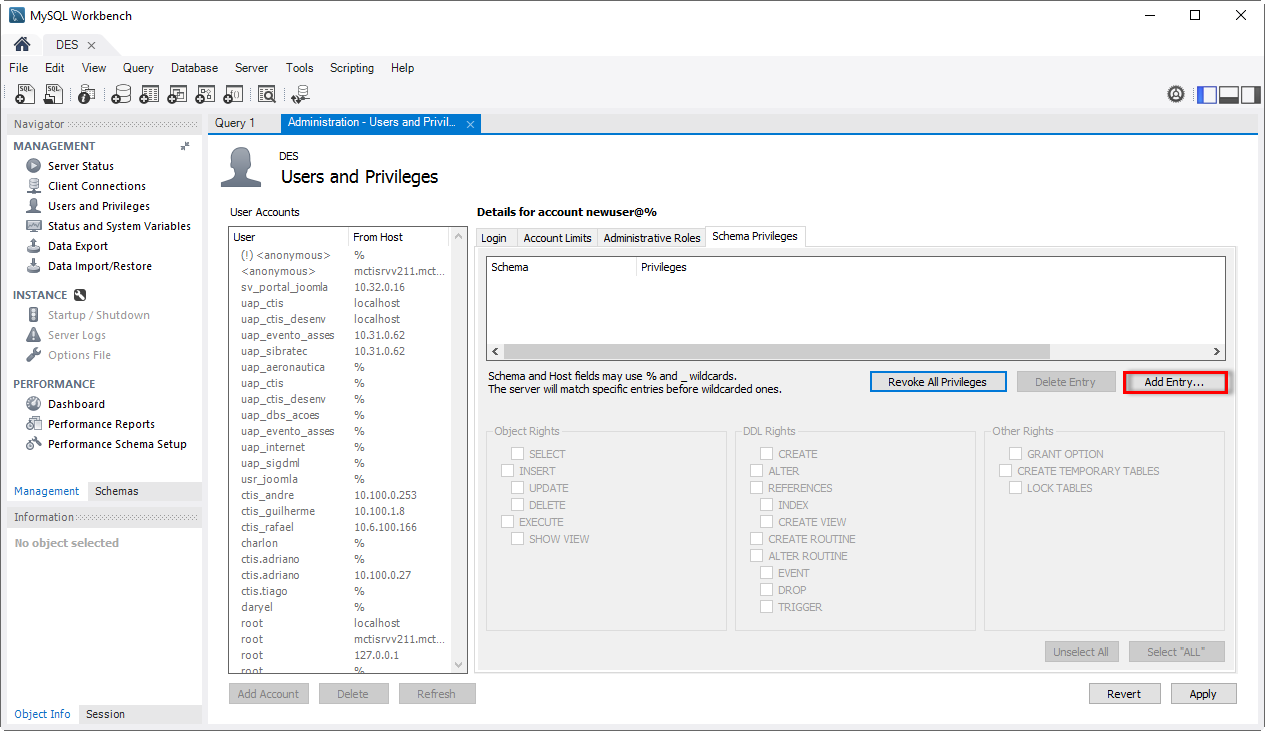 MySQL Workbench
DES
File Edit View Query Database Server Tools Scripting Help
Navigator
MANAGEMENT
Server Status
Client Connections
Users and Privileges
Status and System Variables
Data Export
Data Import/Restore
INSTANCE
Startup / Shutdown
Server Logs
Options File
PERFORMANCE
Dashboard
Performance Reports
Performance Schema Setup
Management Schemas
Information
No object selected
Object Info Session
Query 1 Administration - Users and Privil...
DES
Users and Privileges
User Accounts
User From Host
(!) <anonymous> %
<anonymous> mctisrvv211.mct...
sv_portal_joomla 10.32.0.16
uap_ctis localhost
uap_ctis_desenv localhost
uap_evento_asses 10.31.0.62
uap_sibratec 10.31.0.62
uap_aeronautica %
uap_ctis %
uap_ctis_desenv %
uap_dbs_acoes %
uap_evento_asses %
uap_internet %
uap_sigdml %
usr_joomla %
ctis_andre 10.100.0.253
ctis_guilherme 10.100.1.8
ctis_rafael 10.6.100.166
charlon %
ctis.adriano %
ctis.adriano 10.100.0.27
ctis.tiago %
daryel %
root localhost
root mctisrvv211.mct...
root 127.0.0.1
root %
Add Account Delete Refresh
Details for account newuser@%
Login Account Limits Administrative Roles Schema Privileges
Schema Privileges
Schema and Host fields may use % and _ wildcards.
The server will match specific entries before wildcarded ones.
Revoke All Privileges Delete Entry Add Entry...
Object Rights
SELECT
INSERT
UPDATE
DELETE
EXECUTE
SHOW VIEW
DDL Rights
CREATE
ALTER
REFERENCES
INDEX
CREATE VIEW
CREATE ROUTINE
ALTER ROUTINE
EVENT
DROP
TRIGGER
Other Rights
GRANT OPTION
CREATE TEMPORARY TABLES
LOCK TABLES
Unselect All Select "ALL"
Revert Apply